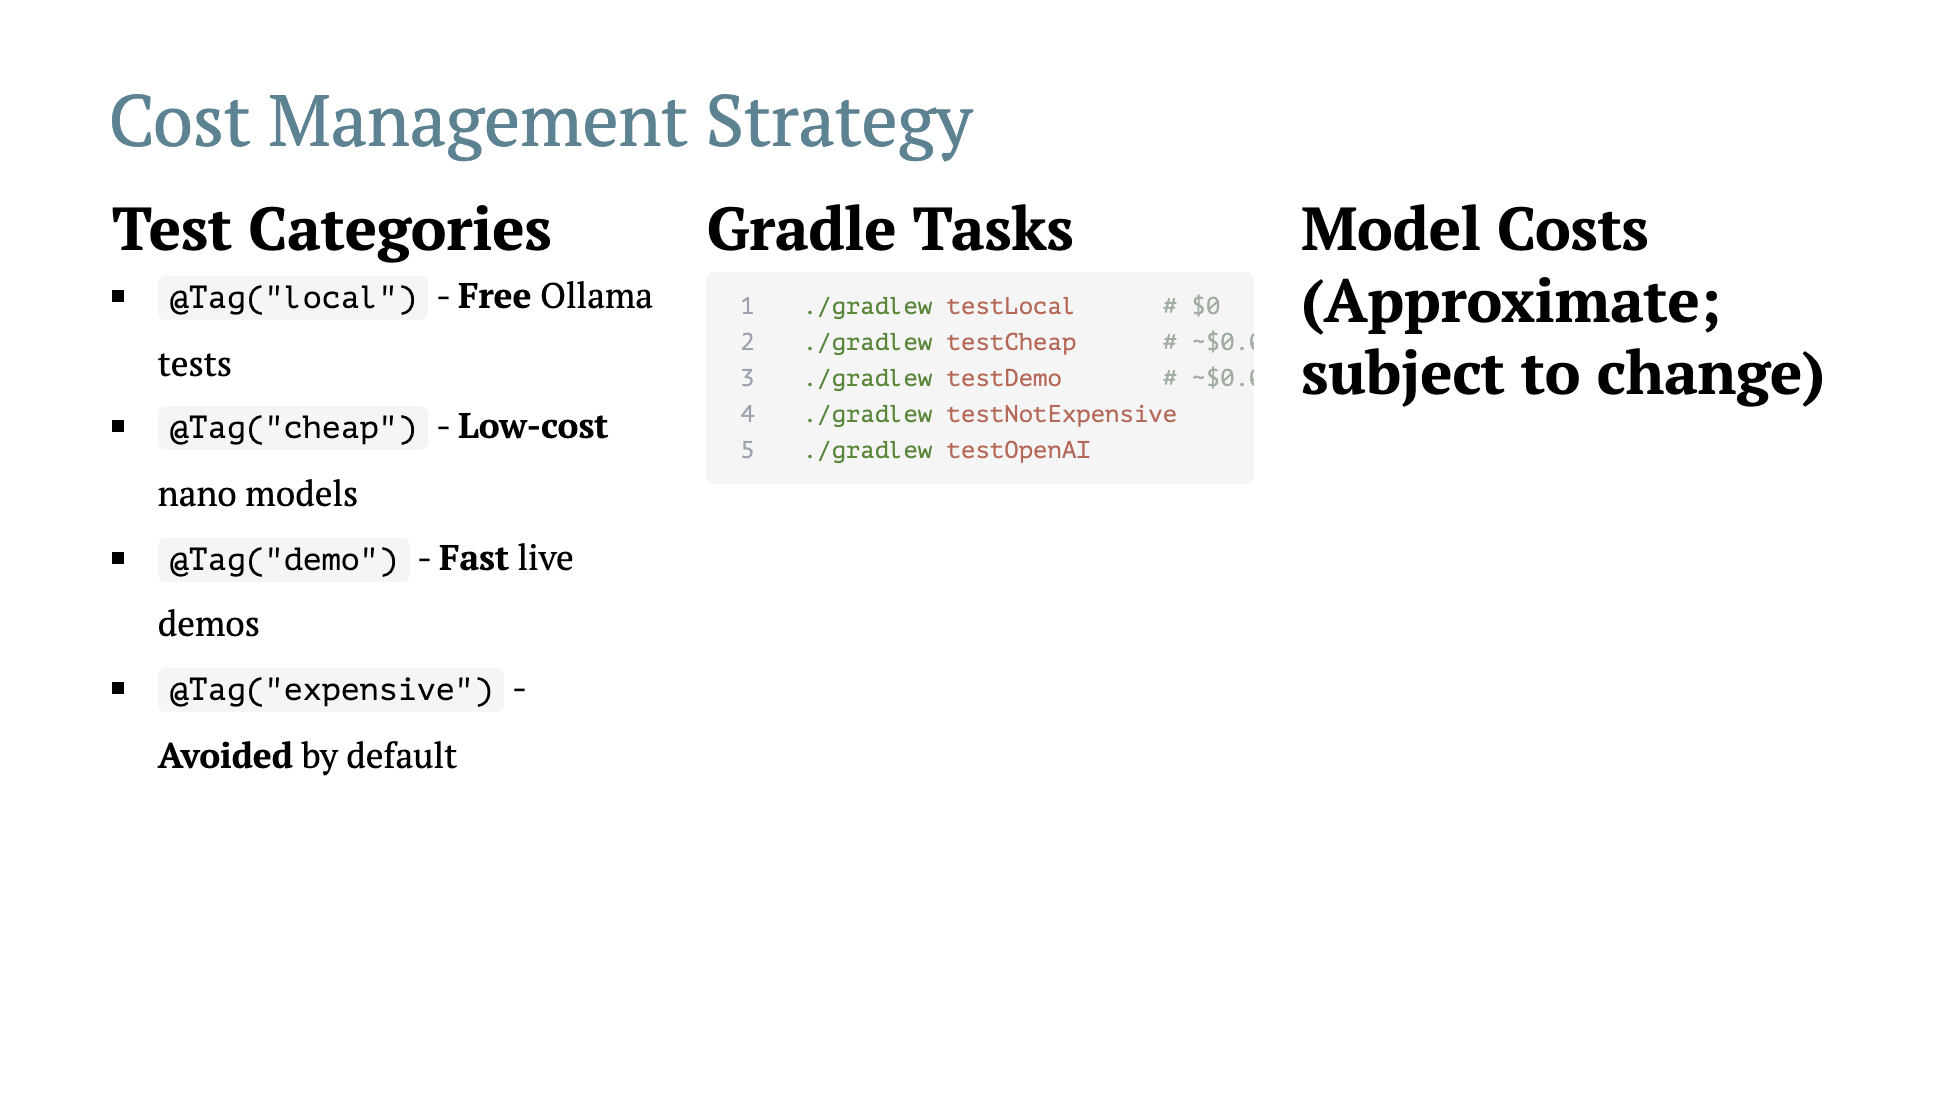 Cost Management Strategy
Test Categories
@Tag("local") - Free Ollama
tests
@Tag("cheap") - Low-cost
nano models
@Tag("demo") - Fast live
demos
@Tag("expensive") -
Avoided by default
Gradle Tasks
1 ./gradlew testLocal # $0
2 ./gradlew testCheap # ~$0.0
3 ./gradlew testDemo # ~$0.0
4 ./gradlew testNotExpensive
5 ./gradlew testOpenAI
Model Costs
(Approximate;
subject to change)